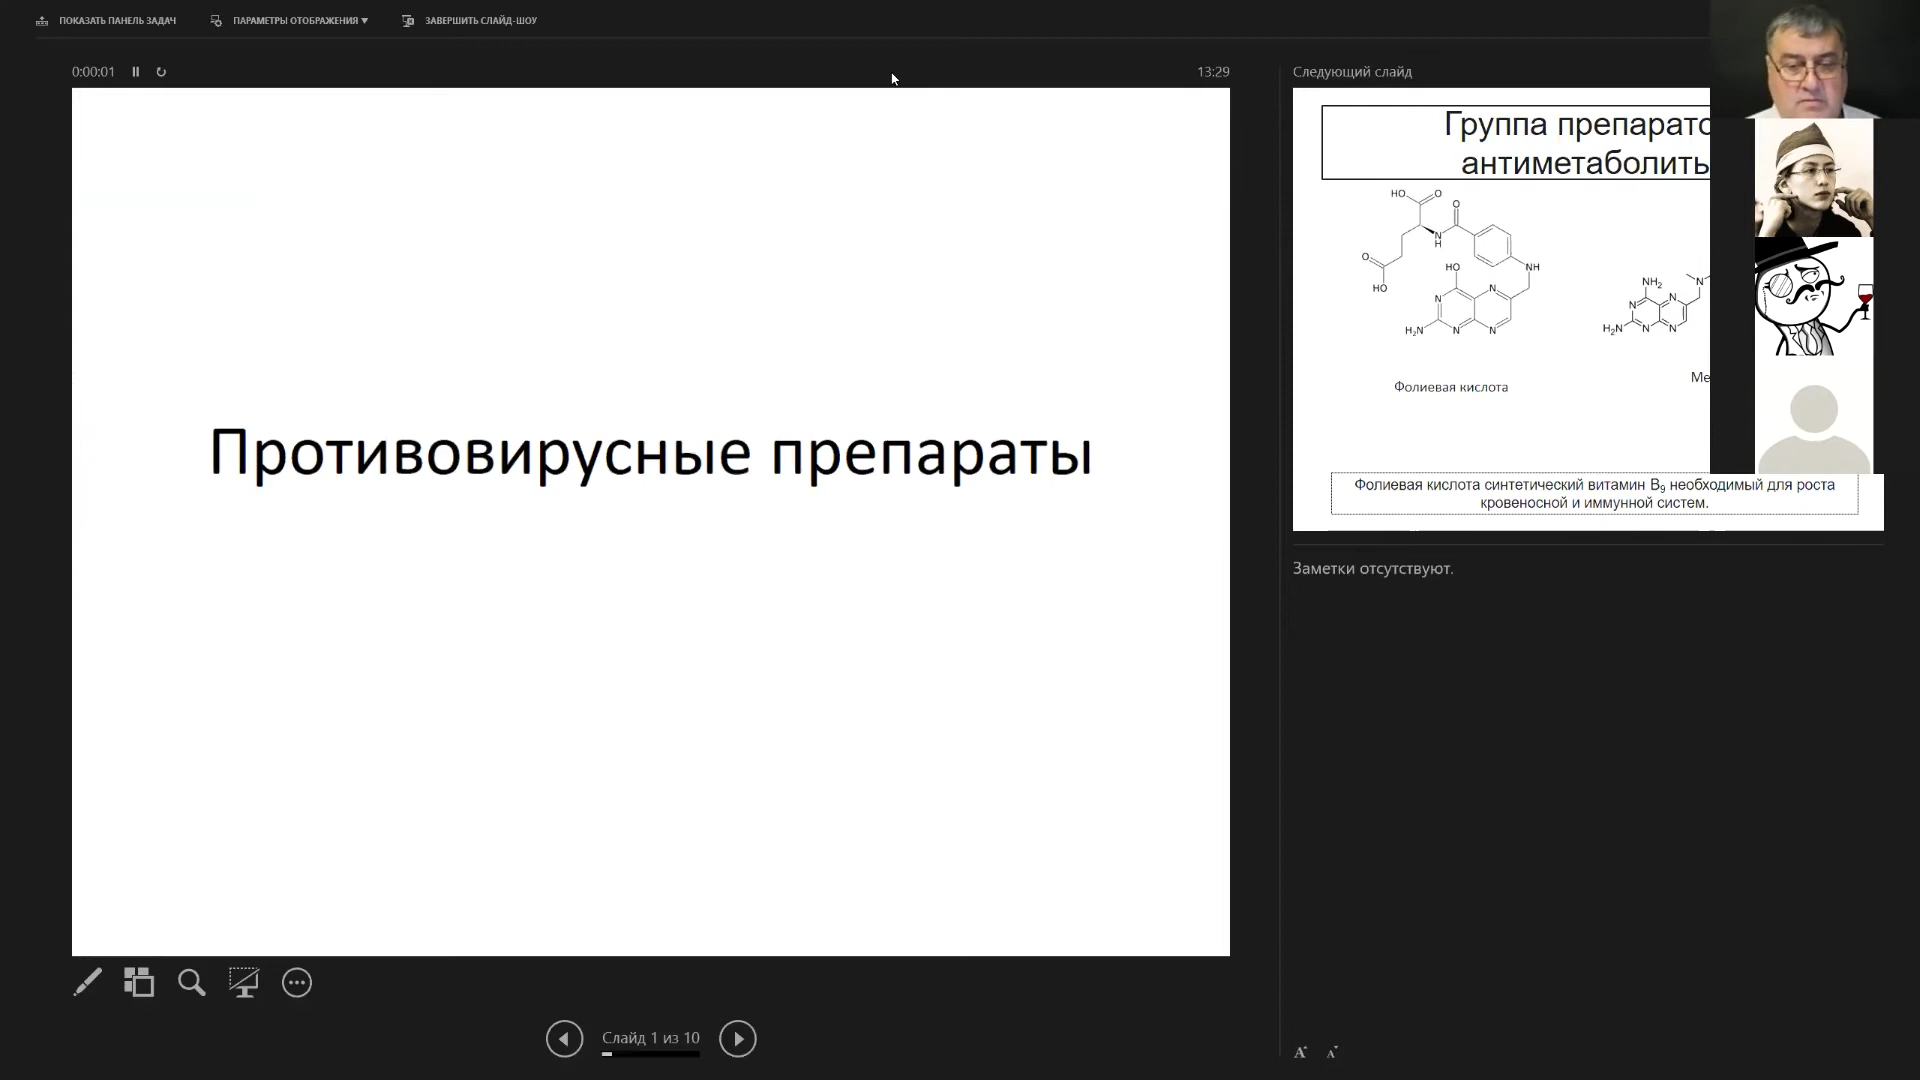 ПОКАЗАТЬ ПАНЕЛЬ ЗАДАЧ ПАРАМЕТРЫ ОТОБРАЖЕНИЯ ▼ ЗАВЕРШИТЬ СЛАЙД-ШОУ
0:00:01
13:29
Противовирусные препараты
Слайд 1 из 10
Следующий слайд
Группа препарато
антиметаболить
HO O
O
N
H
O
HO
HO
NH
N
N
H₂N
N
N
NH₂
N
N
N
H₂N
N
N
Фолиевая кислота
Ме
Фолиевая кислота синтетический витамин B₉ необходимый для роста
кровеносной и иммунной систем.
Заметки отсутствуют.
A A